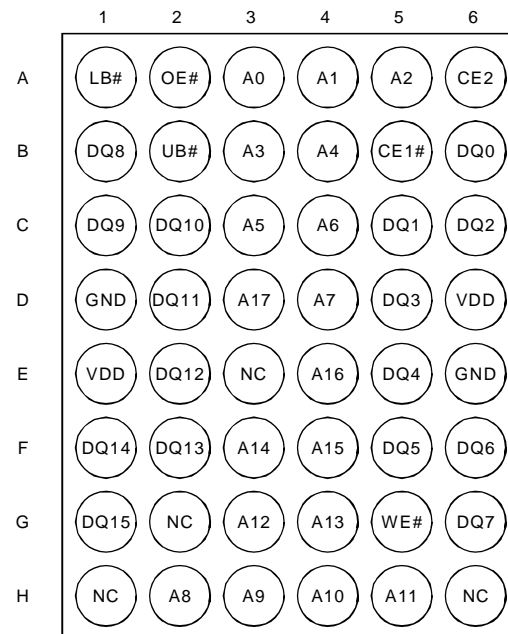 1 2 3 4 5 6
A LB# OE# A0 A1 A2 CE2
B DQ8 UB# A3 A4 CE1# DQ0
C DQ9 DQ10 A5 A6 DQ1 DQ2
D GND DQ11 A17 A7 DQ3 VDD
E VDD DQ12 NC A16 DQ4 GND
F DQ14 DQ13 A14 A15 DQ5 DQ6
G DQ15 NC A12 A13 WE# DQ7
H NC A8 A9 A10 A11 NC